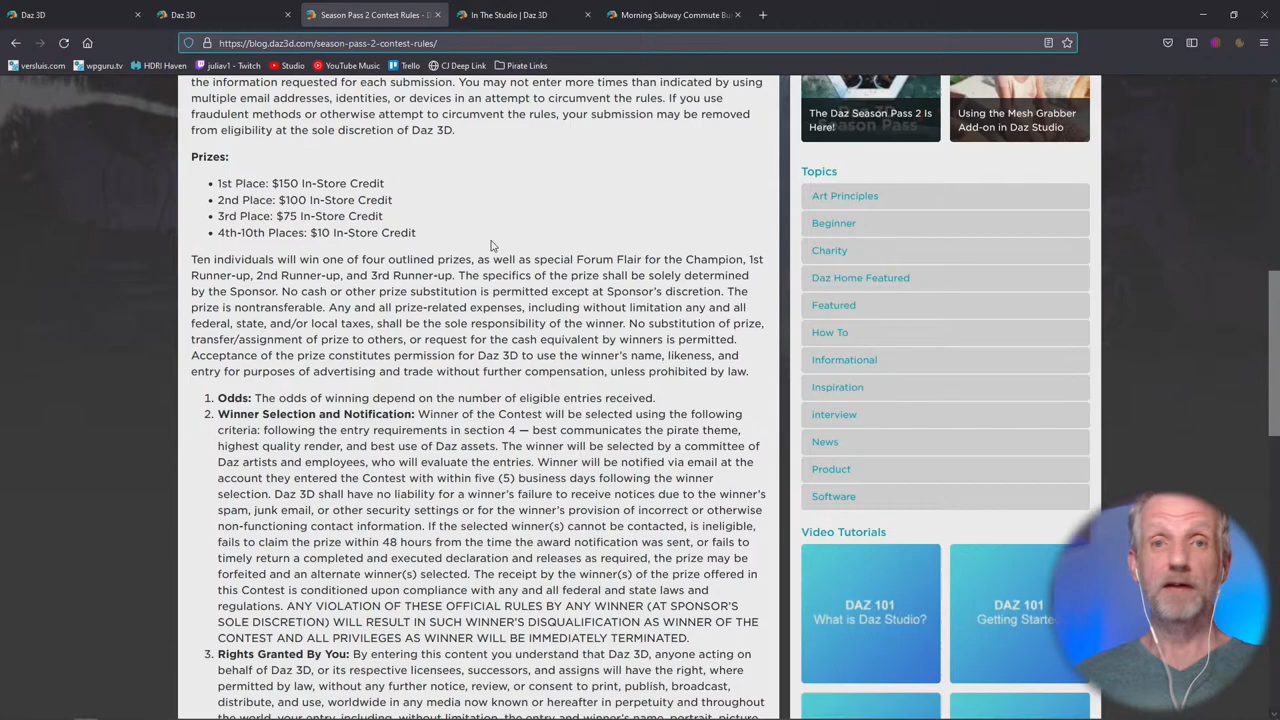 Daz 3D
Daz 3D
Season Pass 2 Contest Rules - D
In The Studio | Daz 3D
Morning Subway Commute Bu
https://blog.daz3d.com/season-pass-2-contest-rules/
versluis.com
wpguru.tv
HDRI Haven
juliav1 - Twitch
Studio
YouTube Music
Trello
CJ Deep Link
Pirate Links
the information requested for each submission. You may not enter more times than indicated by using
multiple email addresses, identities, or devices in an attempt to circumvent the rules. If you use
fraudulent methods or otherwise attempt to circumvent the rules, your submission may be removed
from eligibility at the sole discretion of Daz 3D.
Prizes:
• 1st Place: $150 In-Store Credit
• 2nd Place: $100 In-Store Credit
• 3rd Place: $75 In-Store Credit
• 4th-10th Places: $10 In-Store Credit
Ten individuals will win one of four outlined prizes, as well as special Forum Flair for the Champion, 1st
Runner-up, 2nd Runner-up, and 3rd Runner-up. The specifics of the prize shall be solely determined
by the Sponsor. No cash or other prize substitution is permitted except at Sponsor's discretion. The
prize is nontransferable. Any and all prize-related expenses, including without limitation any and all
federal, state, and/or local taxes, shall be the sole responsibility of the winner. No substitution of prize,
transfer/assignment of prize to others, or request for the cash equivalent by winners is permitted.
Acceptance of the prize constitutes permission for Daz 3D to use the winner's name, likeness, and
entry for purposes of advertising and trade without further compensation, unless prohibited by law.
1. Odds: The odds of winning depend on the number of eligible entries received.
2. Winner Selection and Notification: Winner of the Contest will be selected using the following
criteria: following the entry requirements in section 4 — best communicates the pirate theme,
highest quality render, and best use of Daz assets. The winner will be selected by a committee of
Daz artists and employees, who will evaluate the entries. Winner will be notified via email at the
account they entered the Contest with within five (5) business days following the winner
selection. Daz 3D shall have no liability for a winner's failure to receive notices due to the winner's
spam, junk email, or other security settings or for the winner's provision of incorrect or otherwise
non-functioning contact information. If the selected winner(s) cannot be contacted, is ineligible,
fails to claim the prize within 48 hours from the time the award notification was sent, or fails to
timely return a completed and executed declaration and releases as required, the prize may be
forfeited and an alternate winner(s) selected. The receipt by the winner(s) of the prize offered in
this Contest is conditioned upon compliance with any and all federal and state laws and
regulations. ANY VIOLATION OF THESE OFFICIAL RULES BY ANY WINNER (AT SPONSOR'S
SOLE DISCRETION) WILL RESULT IN SUCH WINNER'S DISQUALIFICATION AS WINNER OF THE
CONTEST AND ALL PRIVILEGES AS WINNER WILL BE IMMEDIATELY TERMINATED.
3. Rights Granted By You: By entering this content you understand that Daz 3D, anyone acting on
behalf of Daz 3D, or its respective licensees, successors, and assigns will have the right, where
permitted by law, without any further notice, review, or consent to print, publish, broadcast,
distribute, and use, worldwide in any media now known or hereafter in perpetuity and throughout
the world, your entry, including, without limitation, the entry and winner's name, portrait, picture
The Daz Season Pass 2 Is
Here!
Using the Mesh Grabber
Add-on in Daz Studio
Topics
Art Principles
Beginner
Charity
Daz Home Featured
Featured
How To
Informational
Inspiration
interview
News
Product
Software
Video Tutorials
DAZ 101
What is Daz Studio?
DAZ 101
Getting Starte